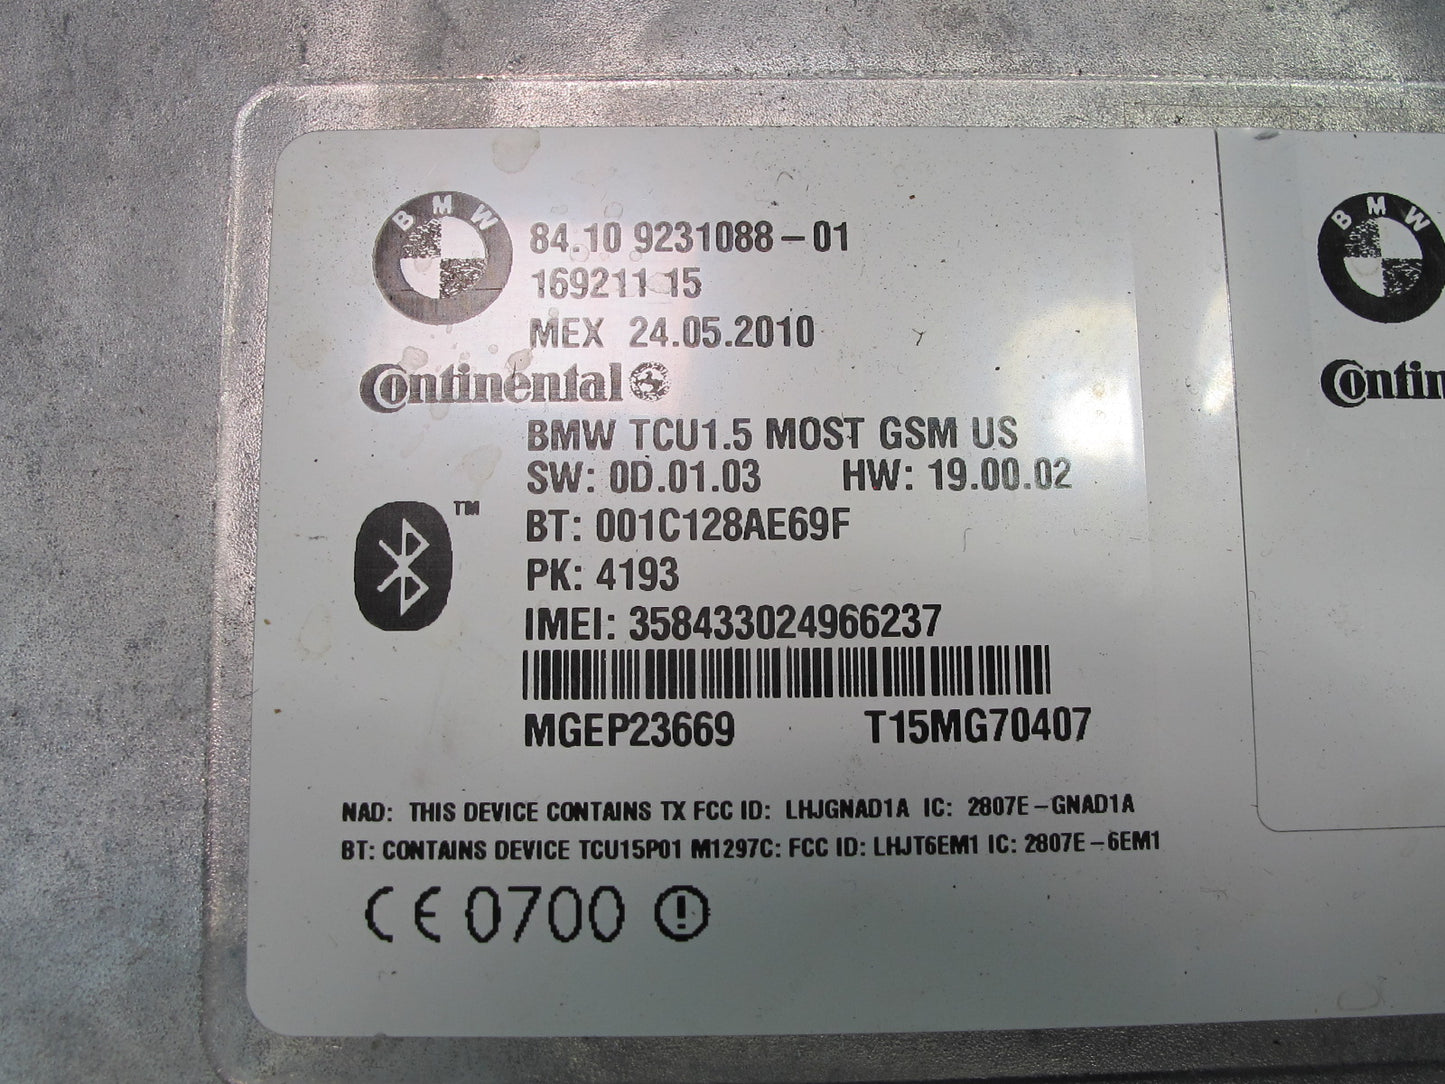 BMW
84.10 9231088-01
169211 15
MEX 24.05.2010
Continental
BMW TCU1.5 MOST GSM US
SW: 0D.01.03 HW: 19.00.02
TM
BT: 001C128AE69F
PK: 4193
IMEI: 358433024966237
MGEP23669 T15MG70407
NAD: THIS DEVICE CONTAINS TX FCC ID: LHJGNAD1A IC: 2807E-GNAD1A
BT: CONTAINS DEVICE TCU15P01 M1297C: FCC ID: LHJT6EM1 IC: 2807E-6EM1
CE 0700
BMW
Contin